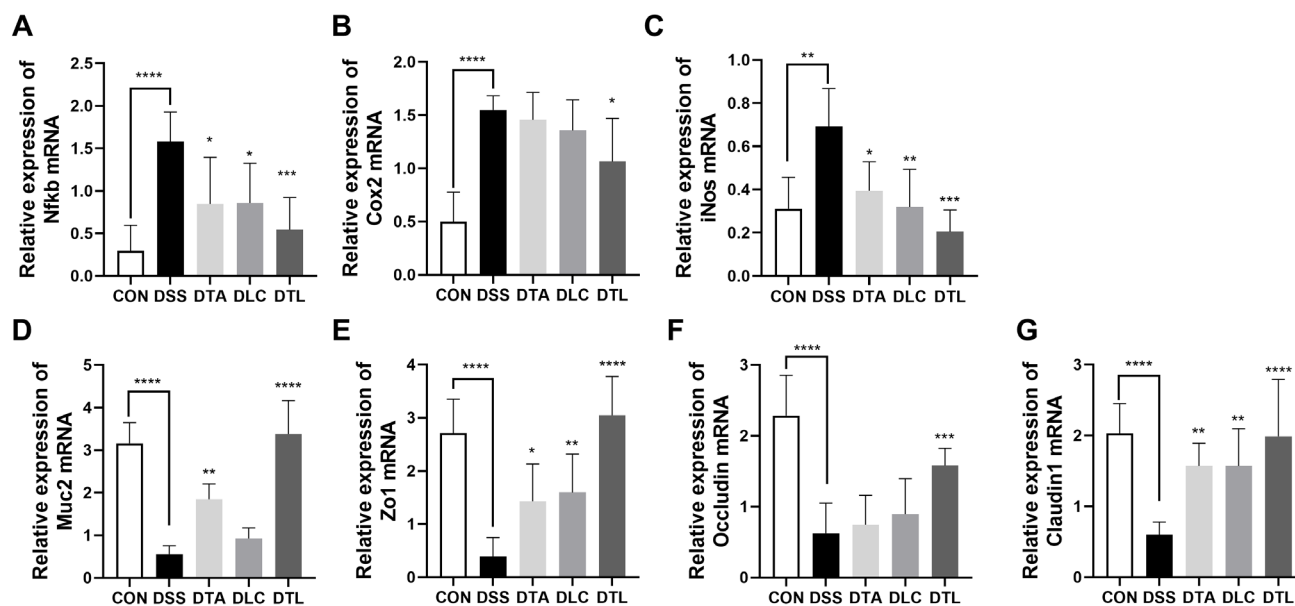 A
Relative expression of
Nfkb mRNA
2.5
2.0
1.5
1.0
0.5
0.0
****
*
*
***
CON DSS DTA DLC DTL
B
Relative expression of
Cox2 mRNA
2.0
1.5
1.0
0.5
0.0
****
*
CON DSS DTA DLC DTL
C
Relative expression of
iNos mRNA
1.0
0.8
0.6
0.4
0.2
0.0
**
*
**
***
CON DSS DTA DLC DTL
D
Relative expression of
Muc2 mRNA
5
4
3
2
1
0
****
**
****
CON DSS DTA DLC DTL
E
Relative expression of
Zo1 mRNA
4
3
2
1
0
****
*
**
****
CON DSS DTA DLC DTL
F
Relative expression of
Occludin mRNA
3
2
1
0
****
***
CON DSS DTA DLC DTL
G
Relative expression of
Claudin1 mRNA
3
2
1
0
****
**
**
****
CON DSS DTA DLC DTL